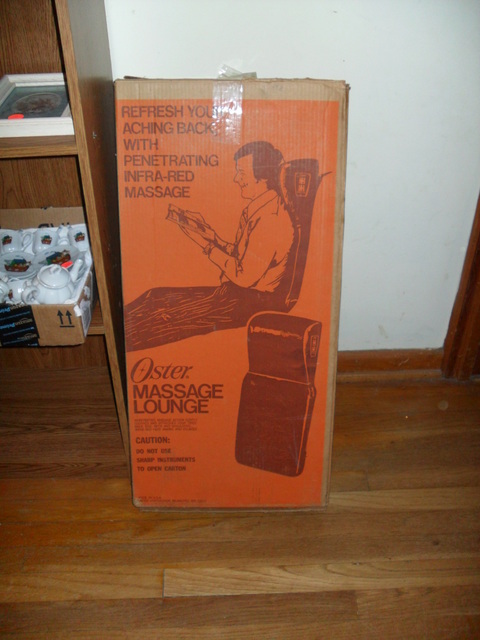 REFRESH YOUR
ACHING BACK
WITH
PENETRATING
INFRA-RED
MASSAGE
Oster
MASSAGE
LOUNGE
CAUTION:
DO NOT USE
SHARP INSTRUMENTS
TO OPEN CARTON